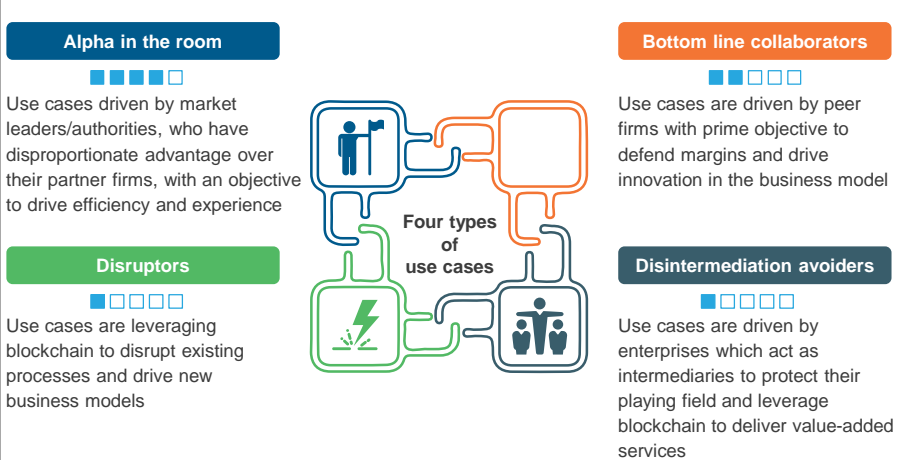 Alpha in the room
Use cases driven by market
leaders/authorities, who have
disproportionate advantage over
their partner firms, with an objective
to drive efficiency and experience
Bottom line collaborators
Use cases are driven by peer
firms with prime objective to
defend margins and drive
innovation in the business model
Four types
of
use cases
Disruptors
Use cases are leveraging
blockchain to disrupt existing
processes and drive new
business models
Disintermediation avoiders
Use cases are driven by
enterprises which act as
intermediaries to protect their
playing field and leverage
blockchain to deliver value-added
services